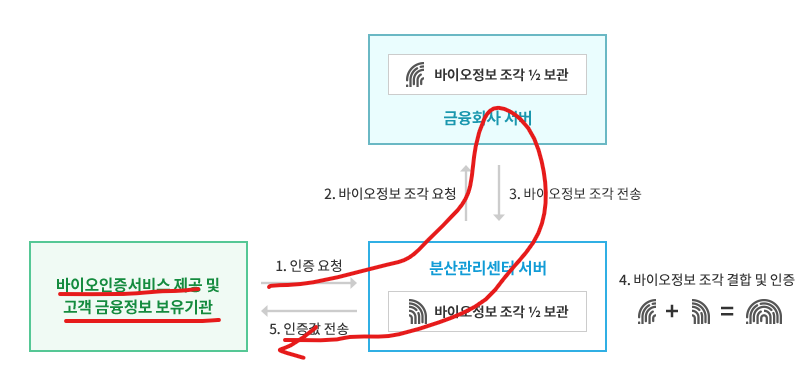 바이오정보 조각 ½ 보관
금융회사 서버
2. 바이오정보 조각 요청
3. 바이오정보 조각 전송
바이오인증서비스 제공 및
고객 금융정보 보유기관
1. 인증 요청
5. 인증값 전송
분산관리센터 서버
바이오정보 조각 ½ 보관
4. 바이오정보 조각 결합 및 인증
+ =